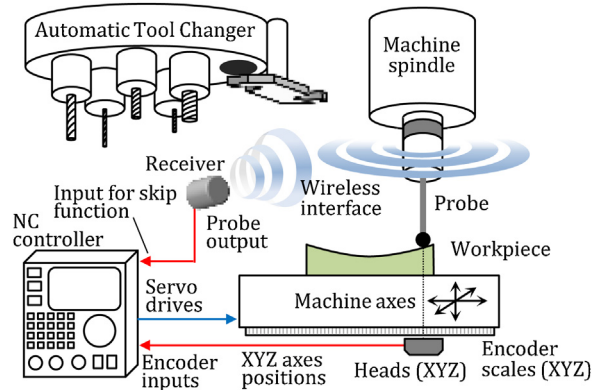 Automatic Tool Changer
Machine
spindle
Receiver
Wireless
interface
Input for skip
function
Probe
Probe
output
NC
controller
Workpiece
Servo
drives
Machine axes
Encoder
inputs
XYZ axes
positions
Heads (XYZ)
Encoder
scales (XYZ)